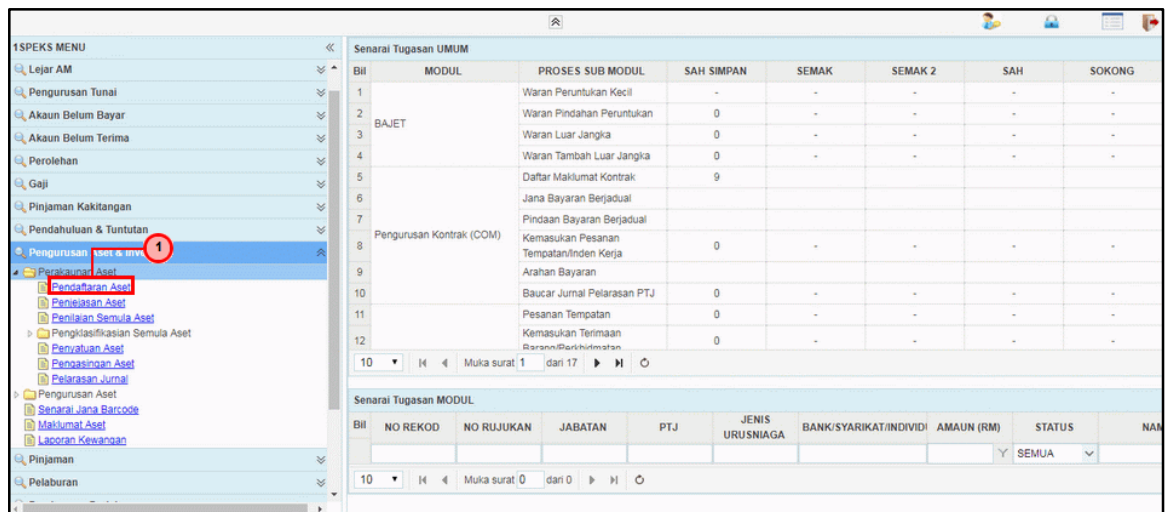 1SPEKS MENU
Lejar AM
Pengurusan Tunai
Akaun Belum Bayar
Akaun Belum Terima
Perolehan
Gaji
Pinjaman Kakitangan
Pendahuluan & Tuntutan
Pengurusan Aset &
1
Perakaunan Aset
Pendaftaran Aset
Penjejasan Aset
Penilaian Semula Aset
Pengklasifikasian Semula Aset
Penyatuan Aset
Pengasingan Aset
Pelarasan Jurnal
Pengurusan Aset
Senarai Jana Barcode
Maklumat Aset
Laporan Kewangan
Pinjaman
Pelaburan
Senarai Tugasan UMUM
Bil MODUL PROSES SUB MODUL SAH SIMPAN SEMAK SEMAK 2 SAH SOKONG
1 Waran Peruntukan Kecil - - - - -
2 BAJET Waran Pindahan Peruntukan 0 - - - -
3 Waran Luar Jangka 0 - - - -
4 Waran Tambah Luar Jangka 0 - - - -
5 Daftar Maklumat Kontrak 9
6 Jana Bayaran Berjadual
7 Pindaan Bayaran Berjadual
Pengurusan Kontrak (COM)
8 Kemasukan Pesanan 0 - - - -
Tempatan/Inden Kerja
9 Arahan Bayaran
10 Baucar Jurnal Pelarasan PTJ 0 - - - -
11 Pesanan Tempatan 0 - - - -
12 Kemasukan Terimaan 0 - - - -
Barang/Perkhidmatan
10 Muka surat 1 dari 17
Senarai Tugasan MODUL
Bil NO REKOD NO RUJUKAN JABATAN PTJ JENIS URUSNIAGA BANK/SYARIKAT/INDIVIDU AMAUN (RM) STATUS NAM
SEMUA
10 Muka surat 0 dari 0